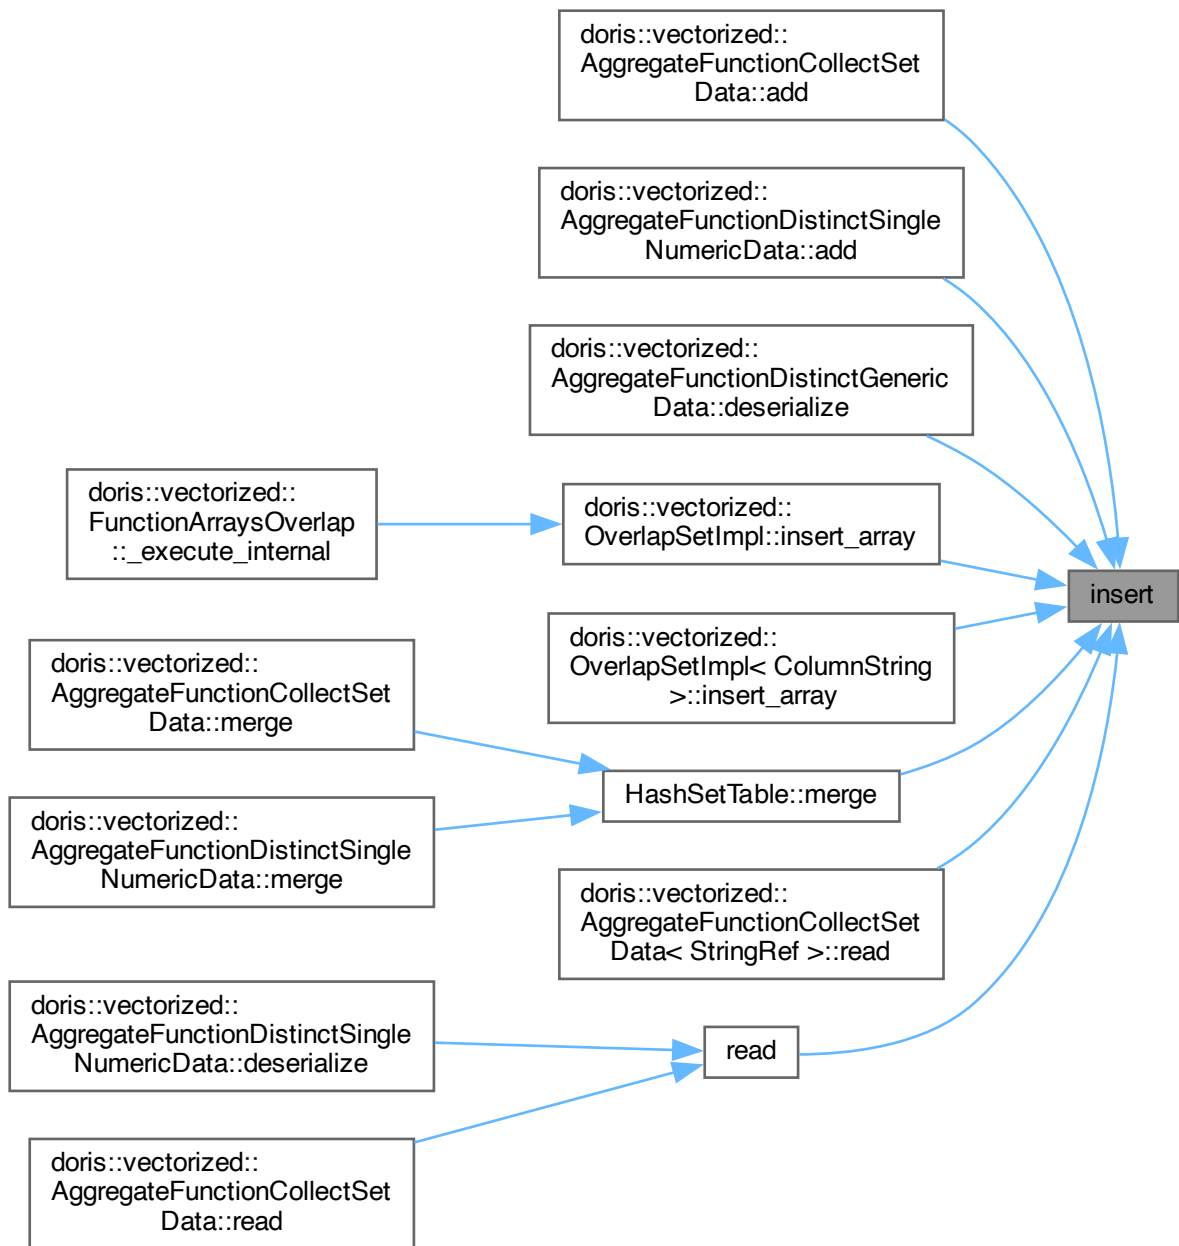 doris::vectorized::
AggregateFunctionCollectSet
Data::add
doris::vectorized::
AggregateFunctionDistinctSingle
NumericData::add
doris::vectorized::
AggregateFunctionDistinctGeneric
Data::deserialize
doris::vectorized::
FunctionArraysOverlap
::_execute_internal
doris::vectorized::
OverlapSetImpl::insert_array
insert
doris::vectorized::
OverlapSetImpl< ColumnString
>::insert_array
doris::vectorized::
AggregateFunctionCollectSet
Data::merge
HashSetTable::merge
doris::vectorized::
AggregateFunctionDistinctSingle
NumericData::merge
doris::vectorized::
AggregateFunctionCollectSet
Data< StringRef >::read
doris::vectorized::
AggregateFunctionDistinctSingle
NumericData::deserialize
read
doris::vectorized::
AggregateFunctionCollectSet
Data::read